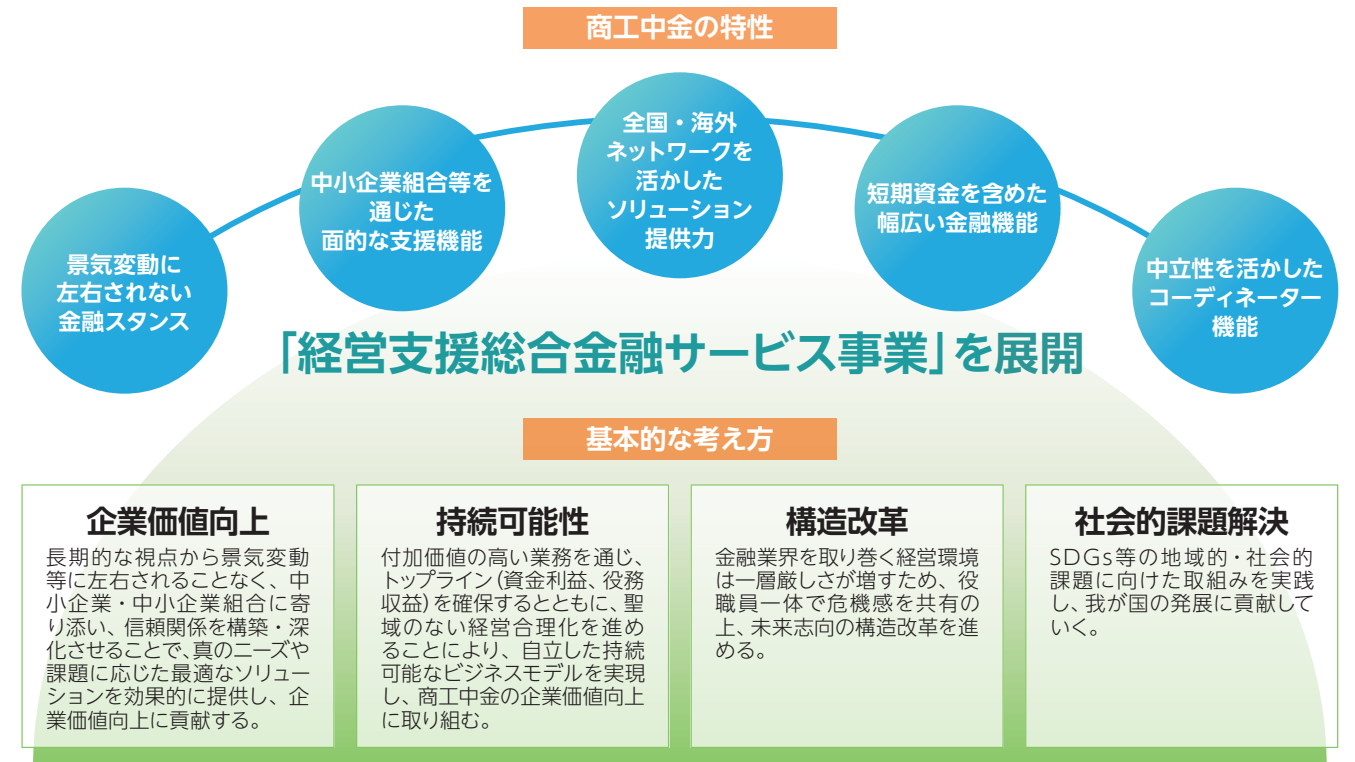 商工中金の特性
景気変動に
左右されない
金融スタンス
中小企業組合等を
通じた
面的な支援機能
全国・海外
ネットワークを
活かした
ソリューション
提供力
短期資金を含めた
幅広い金融機能
中立性を活かした
コーディネーター
機能
「経営支援総合金融サービス事業」を展開
基本的な考え方
企業価値向上
長期的な視点から景気変動
等に左右されることなく、中
小企業・中小企業組合に寄
り添い、信頼関係を構築・深
化させることで、真のニーズや
課題に応じた最適なソリュー
ションを効果的に提供し、企
業価値向上に貢献する。
持続可能性
付加価値の高い業務を通じ、
トップライン(資金利益、役務
収益)を確保するとともに、聖
域のない経営合理化を進め
ることにより、自立した持続
可能なビジネスモデルを実現
し、商工中金の企業価値向上
に取り組む。
構造改革
金融業界を取り巻く経営環境
は一層厳しさが増すため、役
職員一体で危機感を共有の
上、未来志向の構造改革を進
める。
社会的課題解決
SDGs等の地域的・社会的
課題に向けた取組みを実践
し、我が国の発展に貢献して
いく。